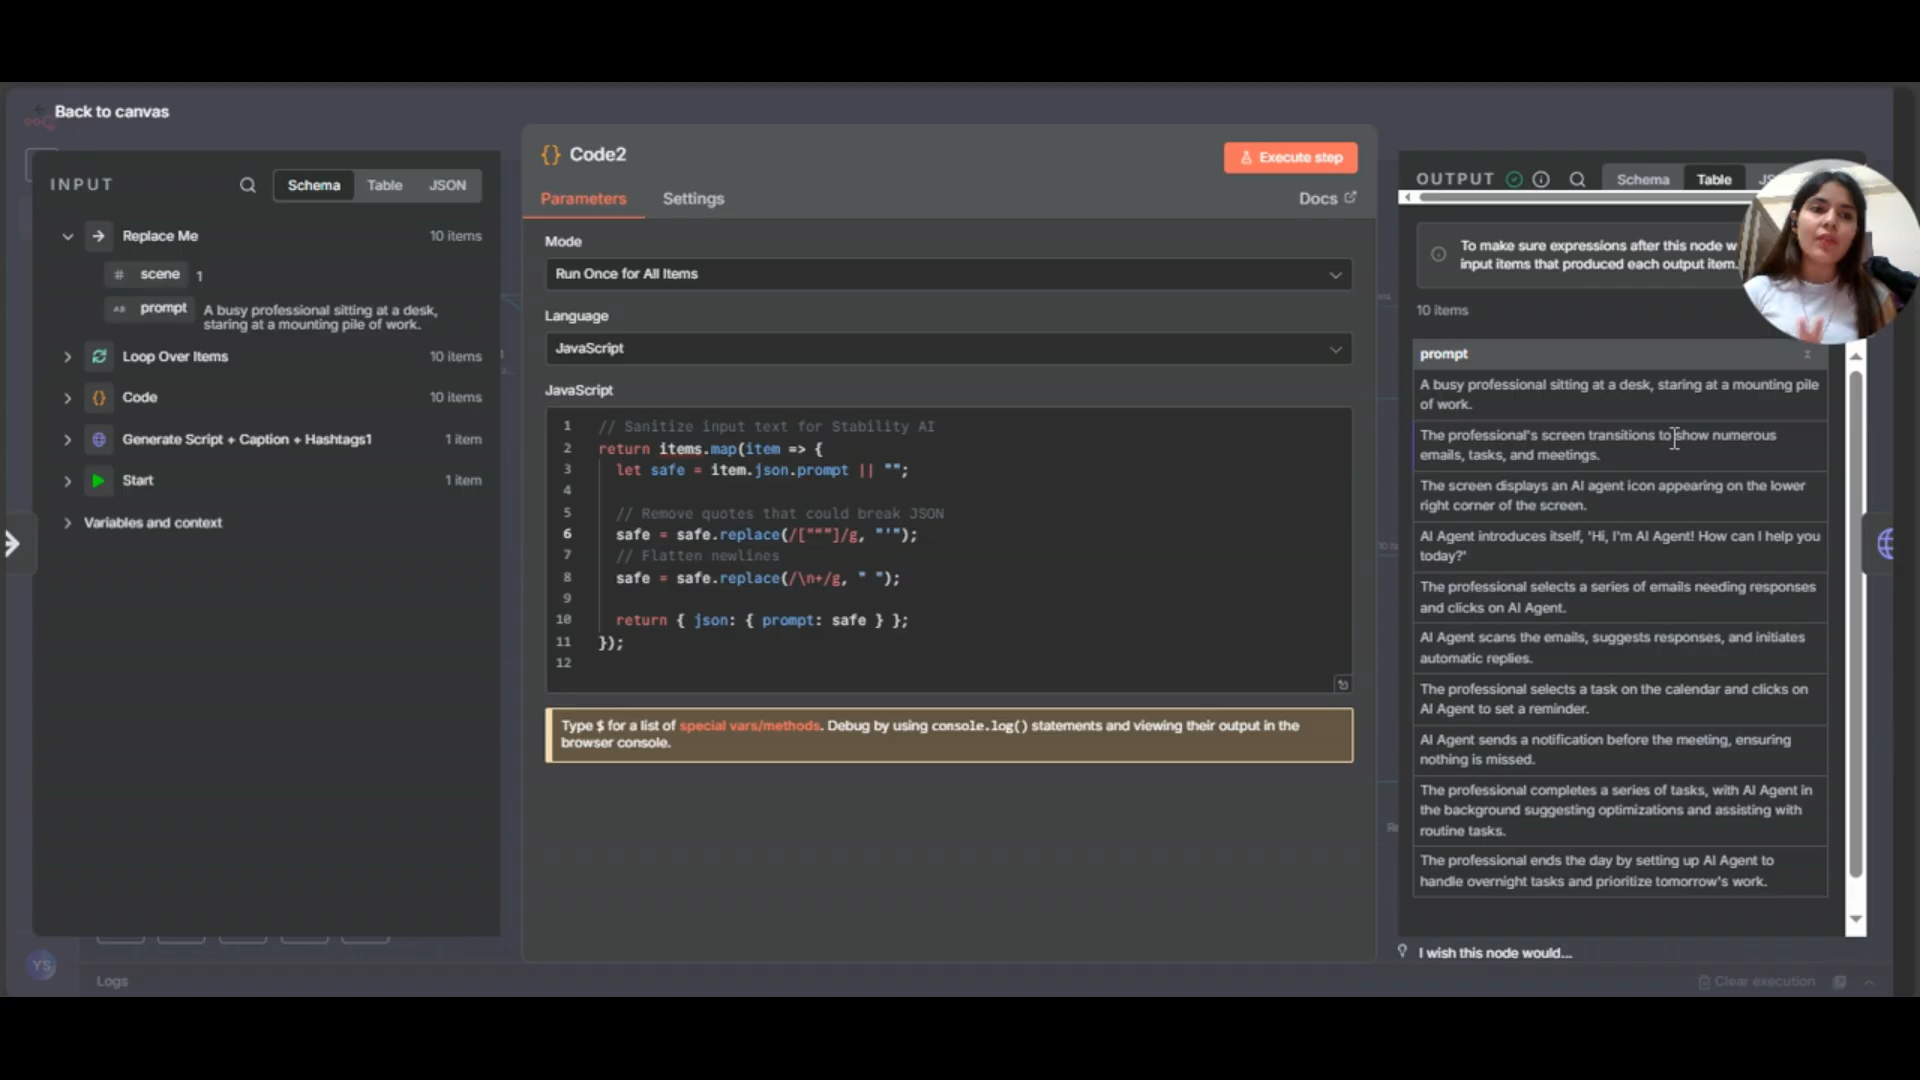 Back to canvas
INPUT
Schema
Table
JSON
Replace Me
10 items
# scene 1
AB prompt A busy professional sitting at a desk,
staring at a mounting pile of work.
Loop Over Items
10 items
Code
10 items
Generate Script + Caption + Hashtags1
1 item
Start
1 item
Variables and context
{} Code2
Execute step
Parameters
Settings
Docs
Mode
Run Once for All Items
Language
JavaScript
JavaScript
1 // Sanitize input text for Stability AI
2 return items.map(item => {
3 let safe = item.json.prompt || "";
4
5 // Remove quotes that could break JSON
6 safe = safe.replace(/["""]/g, "'");
7 // Flatten newlines
8 safe = safe.replace(/\n+/g, " ");
9
10 return { json: { prompt: safe } };
11 });
12
Type $ for a list of special vars/methods. Debug by using console.log() statements and viewing their output in the
browser console.
OUTPUT
Schema
Table
To make sure expressions after this node w
input items that produced each output item.
10 items
prompt
A busy professional sitting at a desk, staring at a mounting pile
of work.
The professional's screen transitions to show numerous
emails, tasks, and meetings.
The screen displays an AI agent icon appearing on the lower
right corner of the screen.
AI Agent introduces itself, 'Hi, I'm AI Agent! How can I help you
today?'
The professional selects a series of emails needing responses
and clicks on AI Agent.
AI Agent scans the emails, suggests responses, and initiates
automatic replies.
The professional selects a task on the calendar and clicks on
AI Agent to set a reminder.
AI Agent sends a notification before the meeting, ensuring
nothing is missed.
The professional completes a series of tasks, with AI Agent in
the background suggesting optimizations and assisting with
routine tasks.
The professional ends the day by setting up AI Agent to
handle overnight tasks and prioritize tomorrow's work.
I wish this node would...
YS
Logs
Clear execution